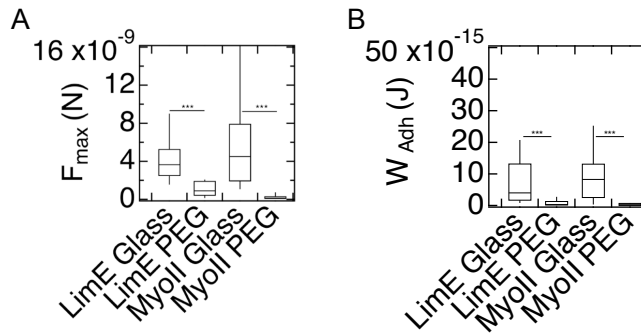 A
16 x10-9
12
8
4
0
F max (N)
***
***
LimE Glass
LimE PEG
MyoII Glass
MyoII PEG
B
50 x10-15
40
30
20
10
0
W Adh (J)
***
***
LimE Glass
LimE PEG
MyoII Glass
MyoII PEG